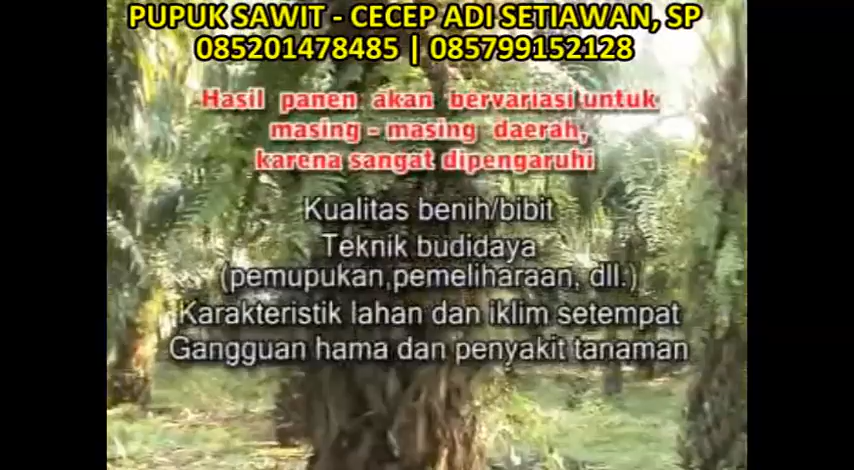 PUPUK SAWIT - CECEP ADI SETIAWAN, SP
085201478485 | 085799152128
Hasil panen akan bervariasi untuk
masing - masing daerah,
karena sangat dipengaruhi
Kualitas benih/bibit
Teknik budidaya
(pemupukan,pemeliharaan, dll.)
Karakteristik lahan dan iklim setempat
Gangguan hama dan penyakit tanaman